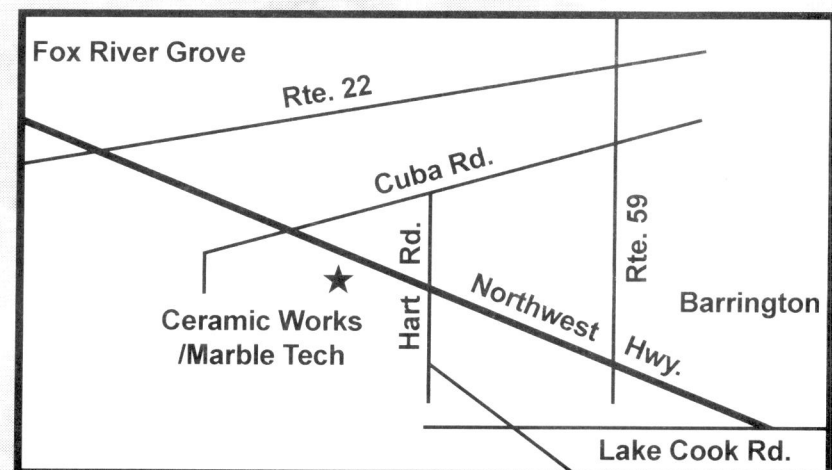 Fox River Grove
Rte. 22
Cuba Rd.
Hart Rd.
Rte. 59
Northwest Hwy.
Barrington
Ceramic Works
/Marble Tech
Lake Cook Rd.